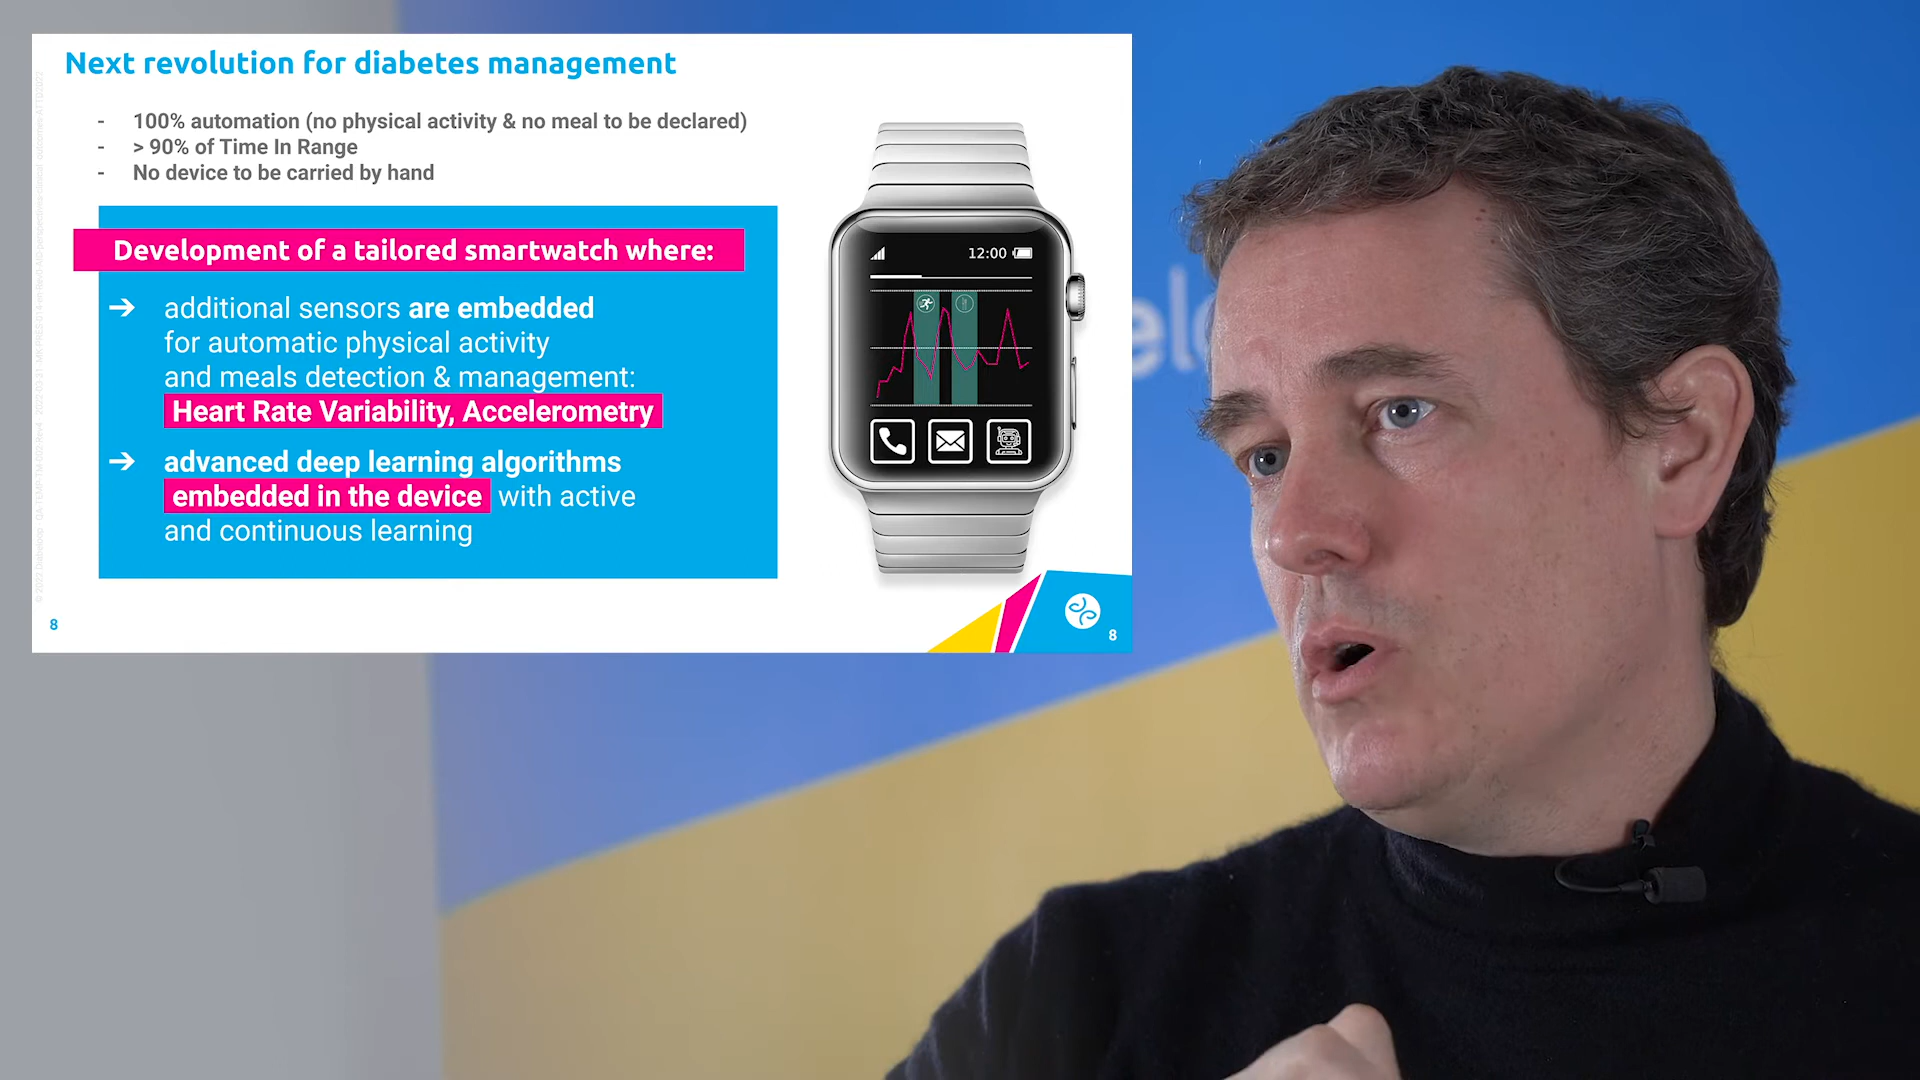 Next revolution for diabetes management
- 100% automation (no physical activity & no meal to be declared)
- > 90% of Time In Range
- No device to be carried by hand
Development of a tailored smartwatch where:
➔ additional sensors are embedded
for automatic physical activity
and meals detection & management:
Heart Rate Variability, Accelerometry
➔ advanced deep learning algorithms
embedded in the device with active
and continuous learning
12:00
8
8